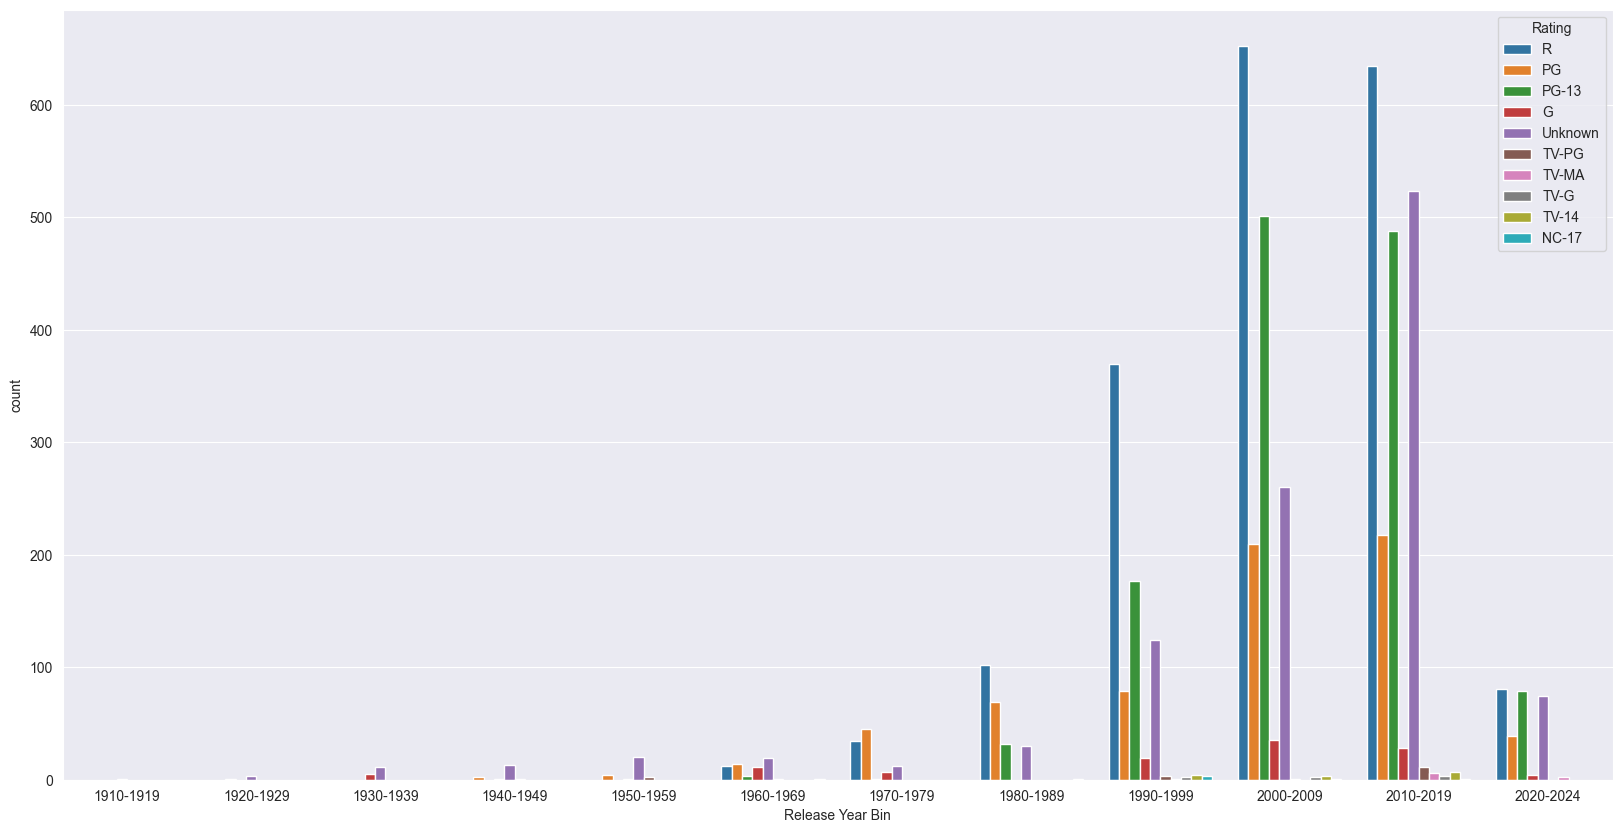 Rating
R
PG
PG-13
G
Unknown
TV-PG
TV-MA
TV-G
TV-14
NC-17
600
500
400
300
200
100
0
count
1910-1919 1920-1929 1930-1939 1940-1949 1950-1959 1960-1969 1970-1979 1980-1989 1990-1999 2000-2009 2010-2019 2020-2024
Release Year Bin